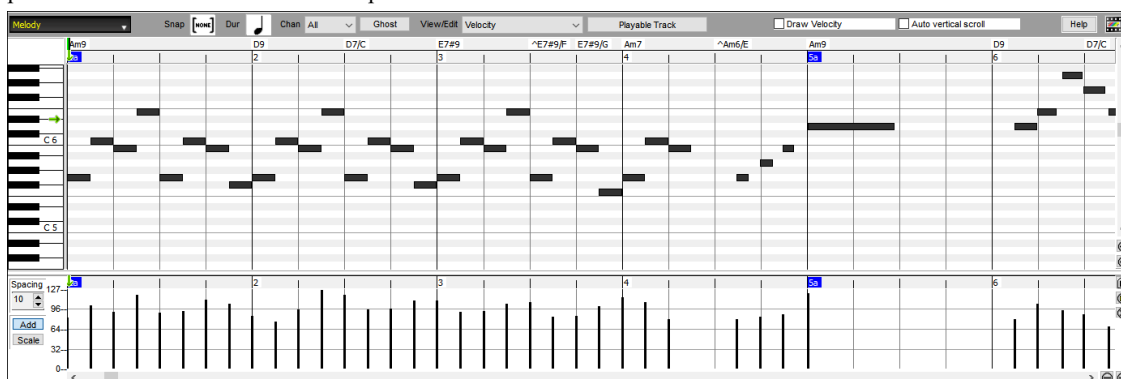 Melody Snap [NONE] Dur Chan All Ghost View/Edit Velocity Playable Track Draw Velocity Auto vertical scroll Help
Am9 D9 D7/C E7#9 ^E7#9/F E7#9/G Am7 ^Am6/E Am9 D9 D7/C
2 3 4 5a 6
C 6
C 5
Spacing 2 3 4 5a 6
10
127
96
Add
64
Scale
32
0